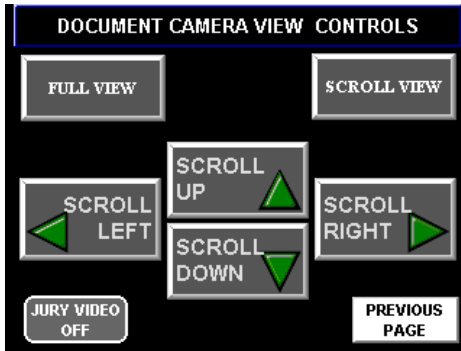 DOCUMENT CAMERA VIEW CONTROLS
FULL VIEW
SCROLL VIEW
SCROLL
UP
SCROLL
LEFT
SCROLL
RIGHT
SCROLL
DOWN
JURY VIDEO
OFF
PREVIOUS
PAGE